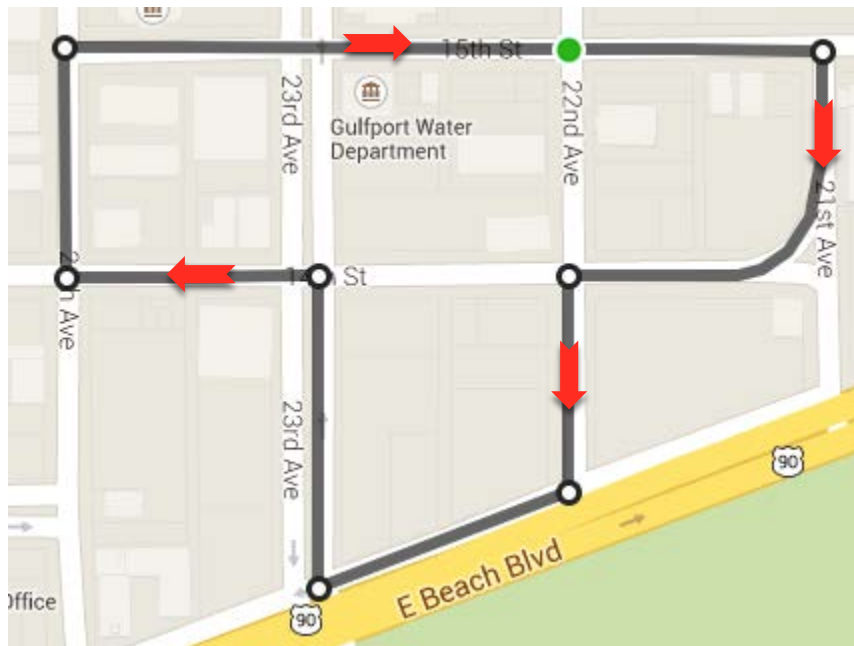 15th St
23rd Ave
22nd Ave
Gulfport Water
Department
21st Ave
St
Ave
23rd Ave
90
E Beach Blvd
Office
90